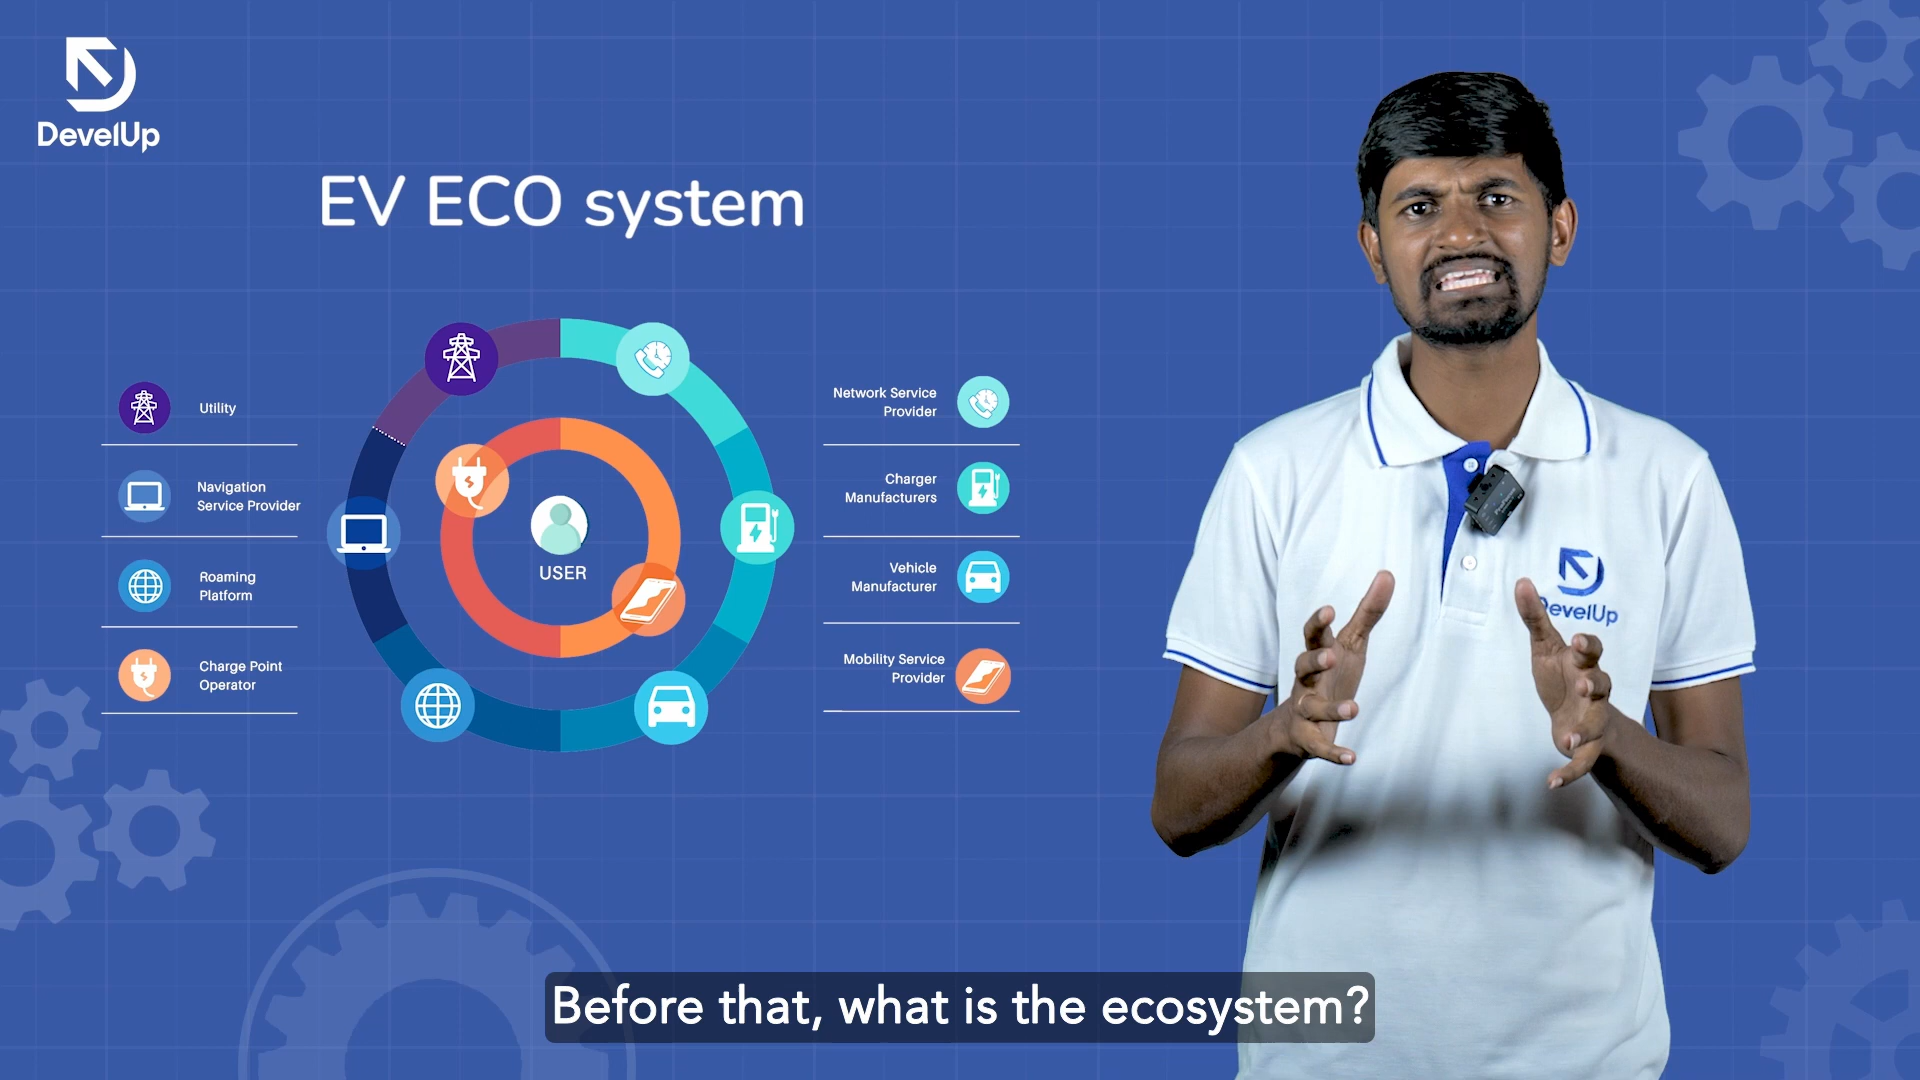 DevelUp
EV ECO system
Utility
Navigation
Service Provider
Roaming
Platform
Charge Point
Operator
USER
Network Service
Provider
Charger
Manufacturers
Vehicle
Manufacturer
Mobility Service
Provider
DevelUp
Before that, what is the ecosystem?